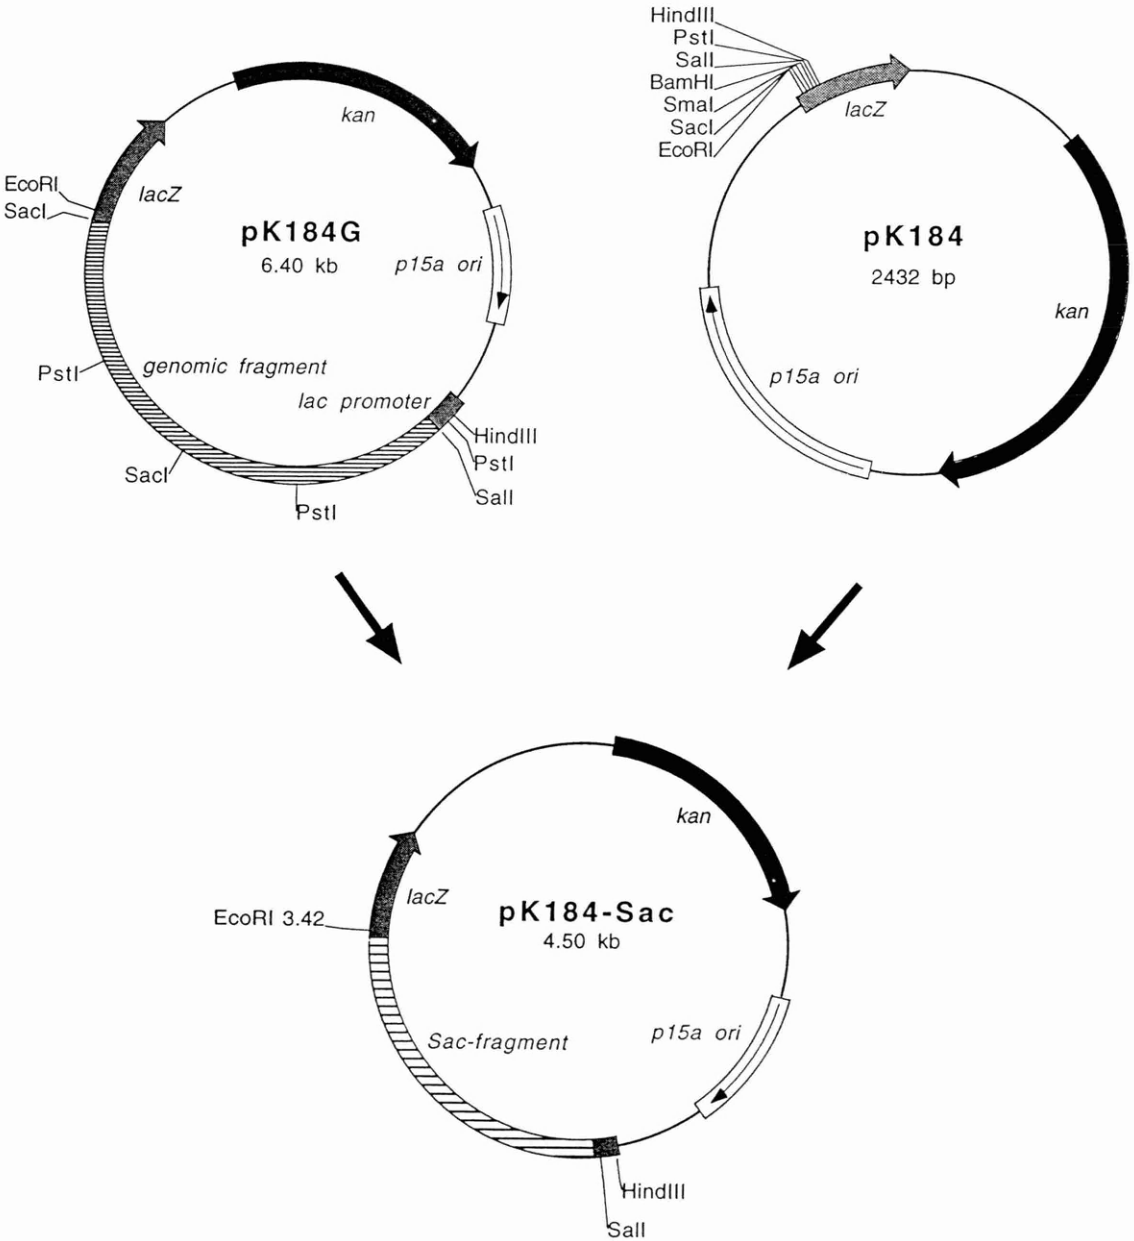 kan
EcoRI
SacI
lacZ
pK184G
6.40 kb
p15a ori
PstI
genomic fragment
lac promoter
HindIII
PstI
SalI
SacI
PstI
HindIII
PstI
SalI
BamHI
SmaI
SacI
EcoRI
lacZ
pK184
2432 bp
kan
p15a ori
kan
lacZ
EcoRI 3.42
pK184-Sac
4.50 kb
Sac-fragment
p15a ori
HindIII
SalI